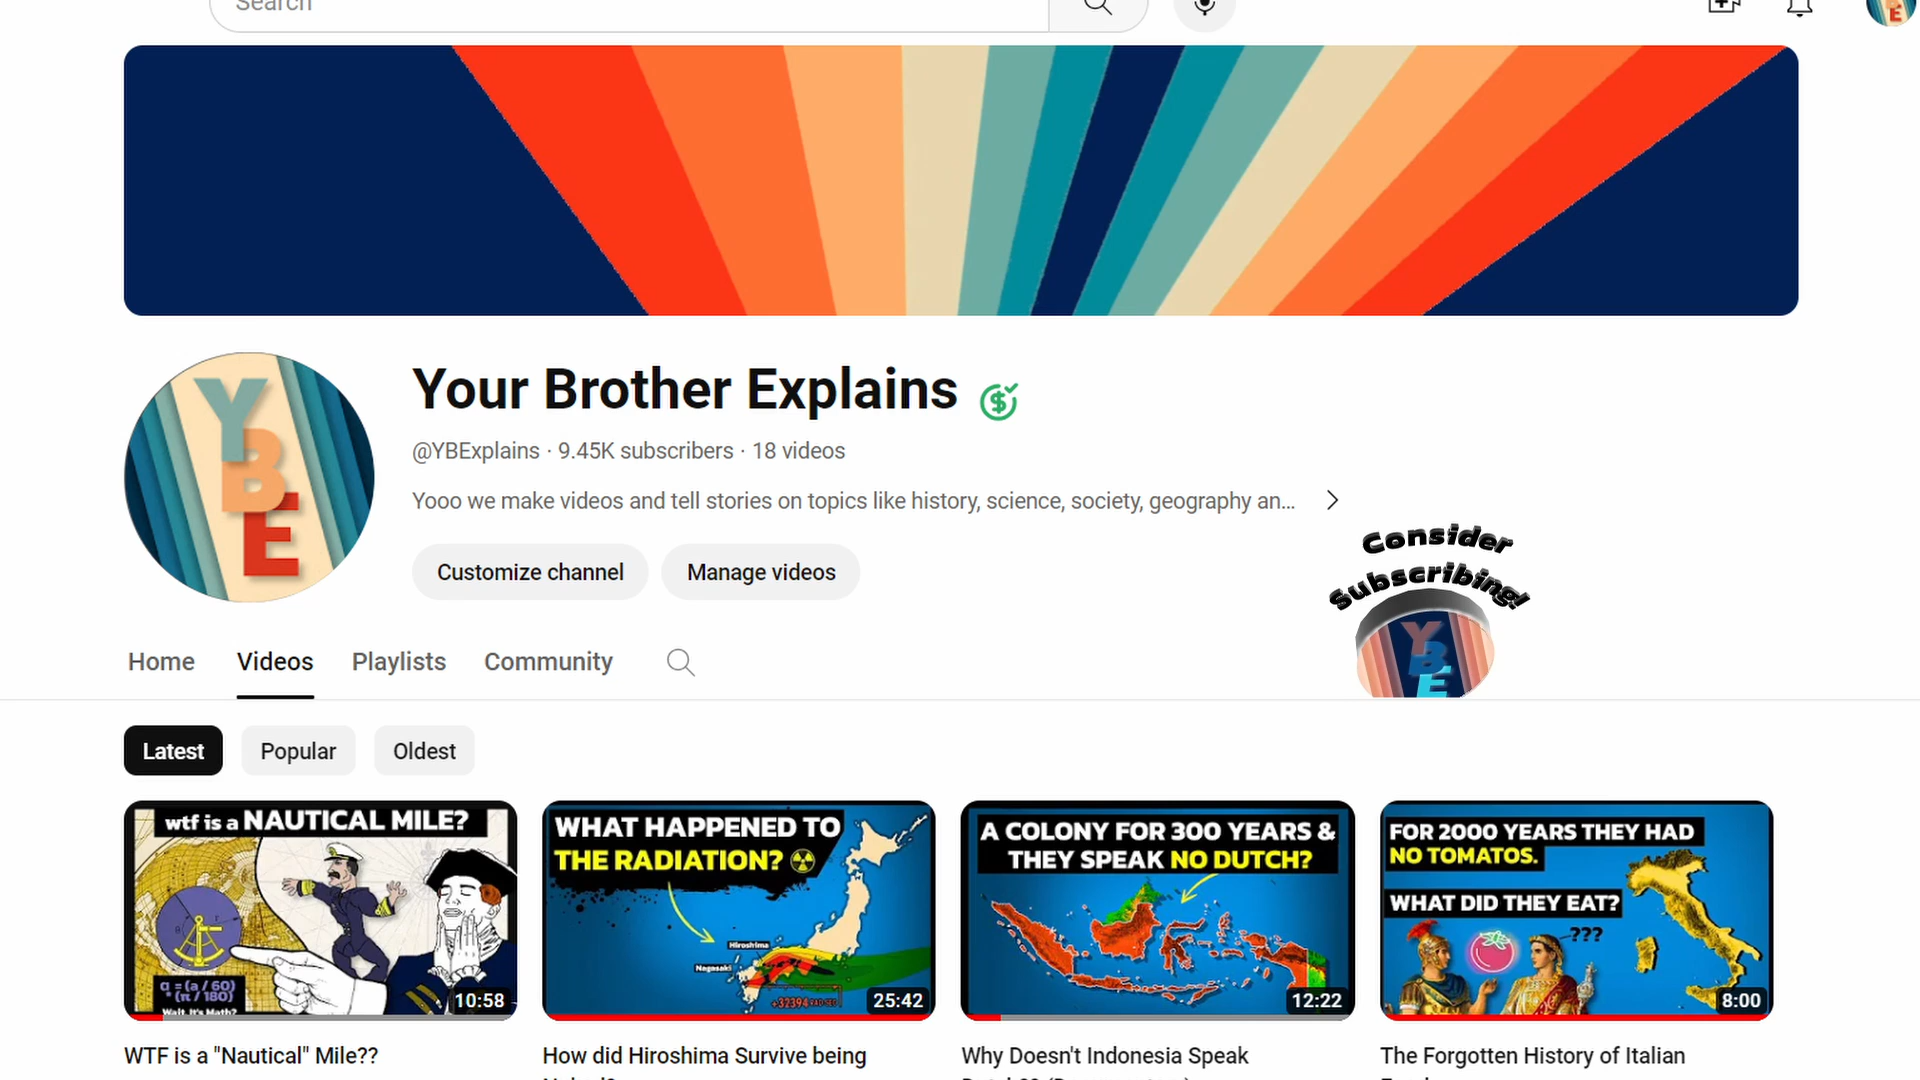 Search
Your Brother Explains
@YBExplains · 9.45K subscribers · 18 videos
Yooo we make videos and tell stories on topics like history, science, society, geography an...
Customize channel
Manage videos
Consider
Subscribing!
YBE
YBE
Home
Videos
Playlists
Community
Latest
Popular
Oldest
wtf is a NAUTICAL MILE?
α = (a / 60)
* (π / 180)
Wait, It's Math?
10:58
WHAT HAPPENED TO
THE RADIATION?
Hiroshima
Nagasaki
25:42
A COLONY FOR 300 YEARS &
THEY SPEAK NO DUTCH?
12:22
FOR 2000 YEARS THEY HAD
NO TOMATOS.
WHAT DID THEY EAT?
???
8:00
WTF is a "Nautical" Mile??
How did Hiroshima Survive being
Why Doesn't Indonesia Speak
The Forgotten History of Italian